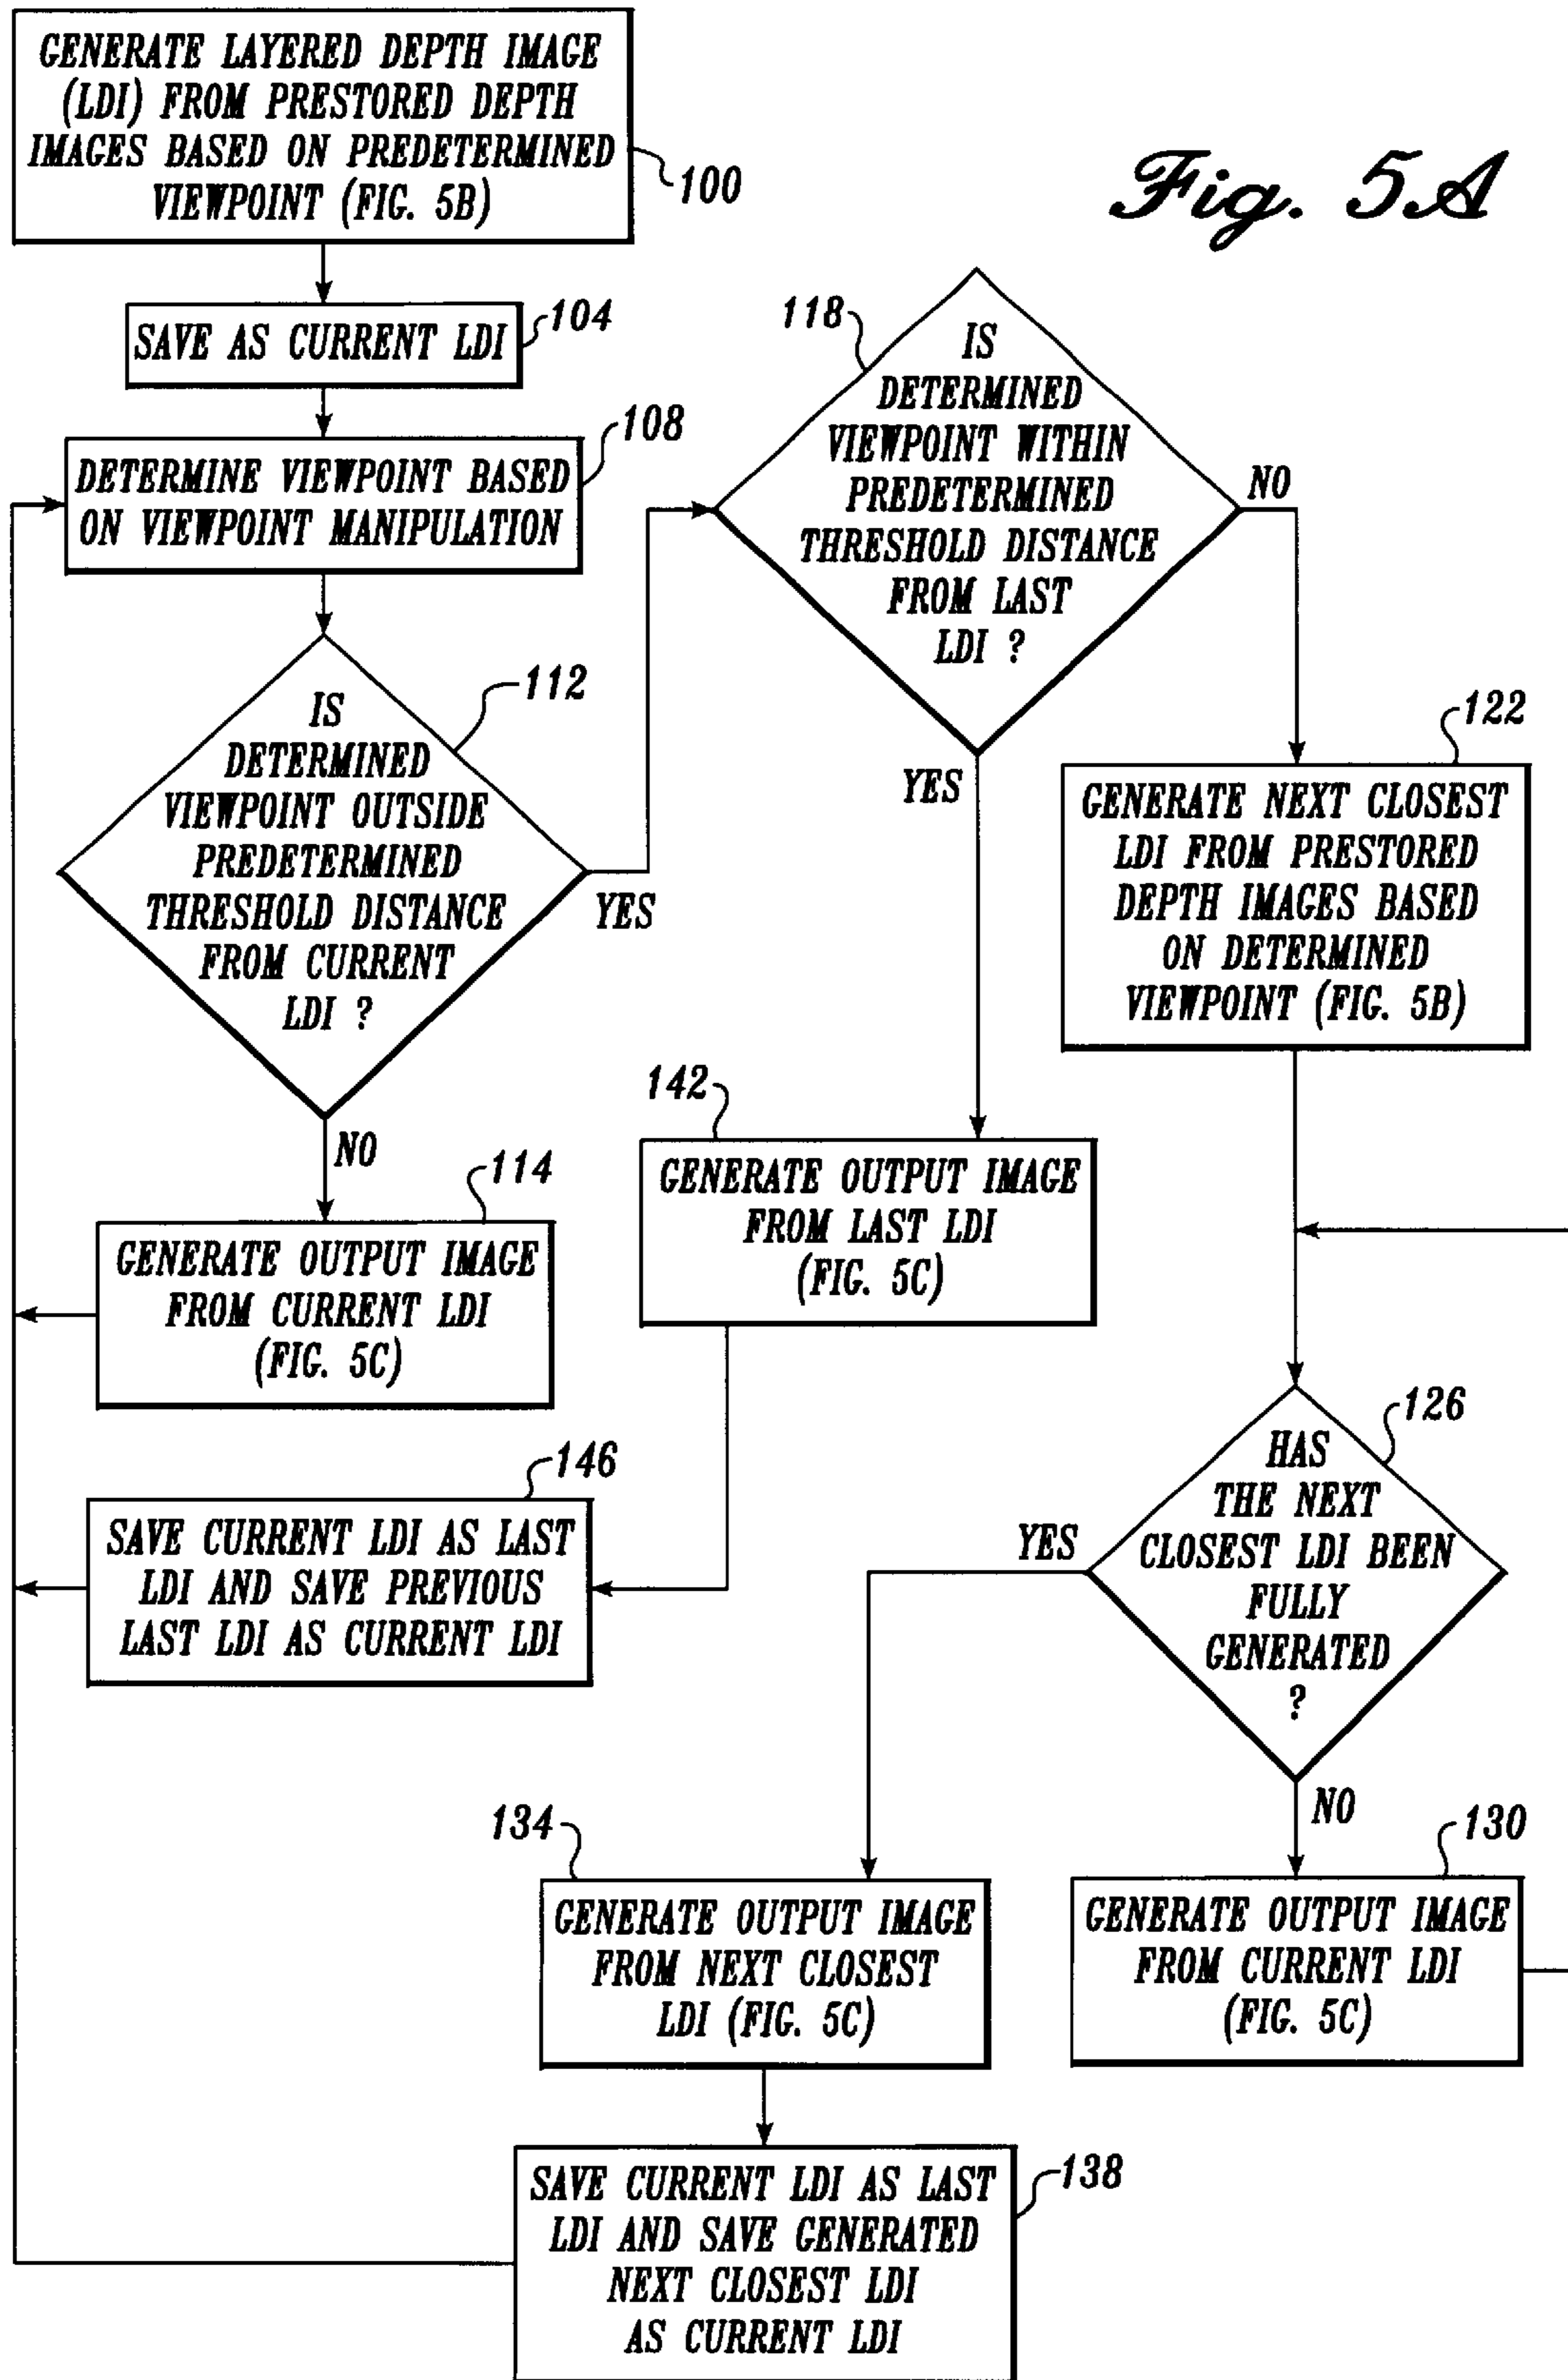 GENERATE LAYERED DEPTH IMAGE
(LDI) FROM PRESTORED DEPTH
IMAGES BASED ON PREDETERMINED
VIEWPOINT (FIG. 5B)
100
Fig. 5A
SAVE AS CURRENT LDI
104
DETERMINE VIEWPOINT BASED
ON VIEWPOINT MANIPULATION
108
IS
DETERMINED
VIEWPOINT OUTSIDE
PREDETERMINED
THRESHOLD DISTANCE
FROM CURRENT
LDI ?
112
YES
NO
GENERATE OUTPUT IMAGE
FROM CURRENT LDI
(FIG. 5C)
114
118
IS
DETERMINED
VIEWPOINT WITHIN
PREDETERMINED
THRESHOLD DISTANCE
FROM LAST
LDI ?
NO
YES
122
GENERATE NEXT CLOSEST
LDI FROM PRESTORED
DEPTH IMAGES BASED
ON DETERMINED
VIEWPOINT (FIG. 5B)
142
GENERATE OUTPUT IMAGE
FROM LAST LDI
(FIG. 5C)
146
SAVE CURRENT LDI AS LAST
LDI AND SAVE PREVIOUS
LAST LDI AS CURRENT LDI
126
HAS
THE NEXT
CLOSEST LDI BEEN
FULLY
GENERATED
?
YES
NO
134
GENERATE OUTPUT IMAGE
FROM NEXT CLOSEST
LDI (FIG. 5C)
130
GENERATE OUTPUT IMAGE
FROM CURRENT LDI
(FIG. 5C)
138
SAVE CURRENT LDI AS LAST
LDI AND SAVE GENERATED
NEXT CLOSEST LDI
AS CURRENT LDI